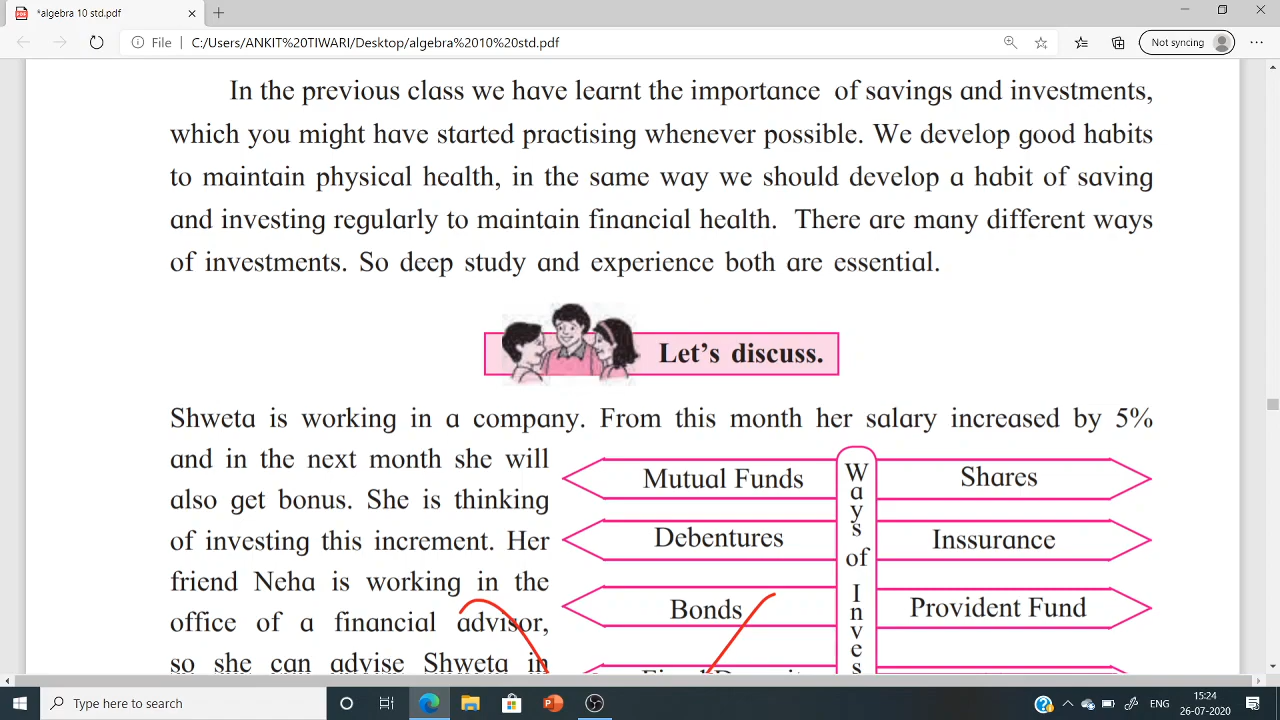 *algebra 10 std.pdf
File C:/Users/ANKIT%20TIWARI/Desktop/algebra%2010%20std.pdf Not syncing
In the previous class we have learnt the importance of savings and investments,
which you might have started practising whenever possible. We develop good habits
to maintain physical health, in the same way we should develop a habit of saving
and investing regularly to maintain financial health. There are many different ways
of investments. So deep study and experience both are essential.
Let's discuss.
Shweta is working in a company. From this month her salary increased by 5%
and in the next month she will
also get bonus. She is thinking
of investing this increment. Her
friend Neha is working in the
office of a financial advisor,
so she can advise Shweta in
Mutual Funds
Debentures
Bonds
Ways of Inves
Shares
Inssurance
Provident Fund
Type here to search
ENG
15:24
26-07-2020